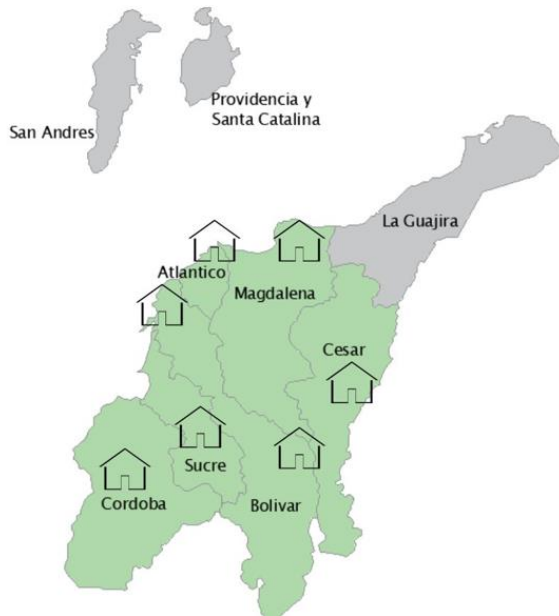 Providencia y
Santa Catalina
San Andres
La Guajira
Atlantico
Magdalena
Cesar
Sucre
Cordoba
Bolivar